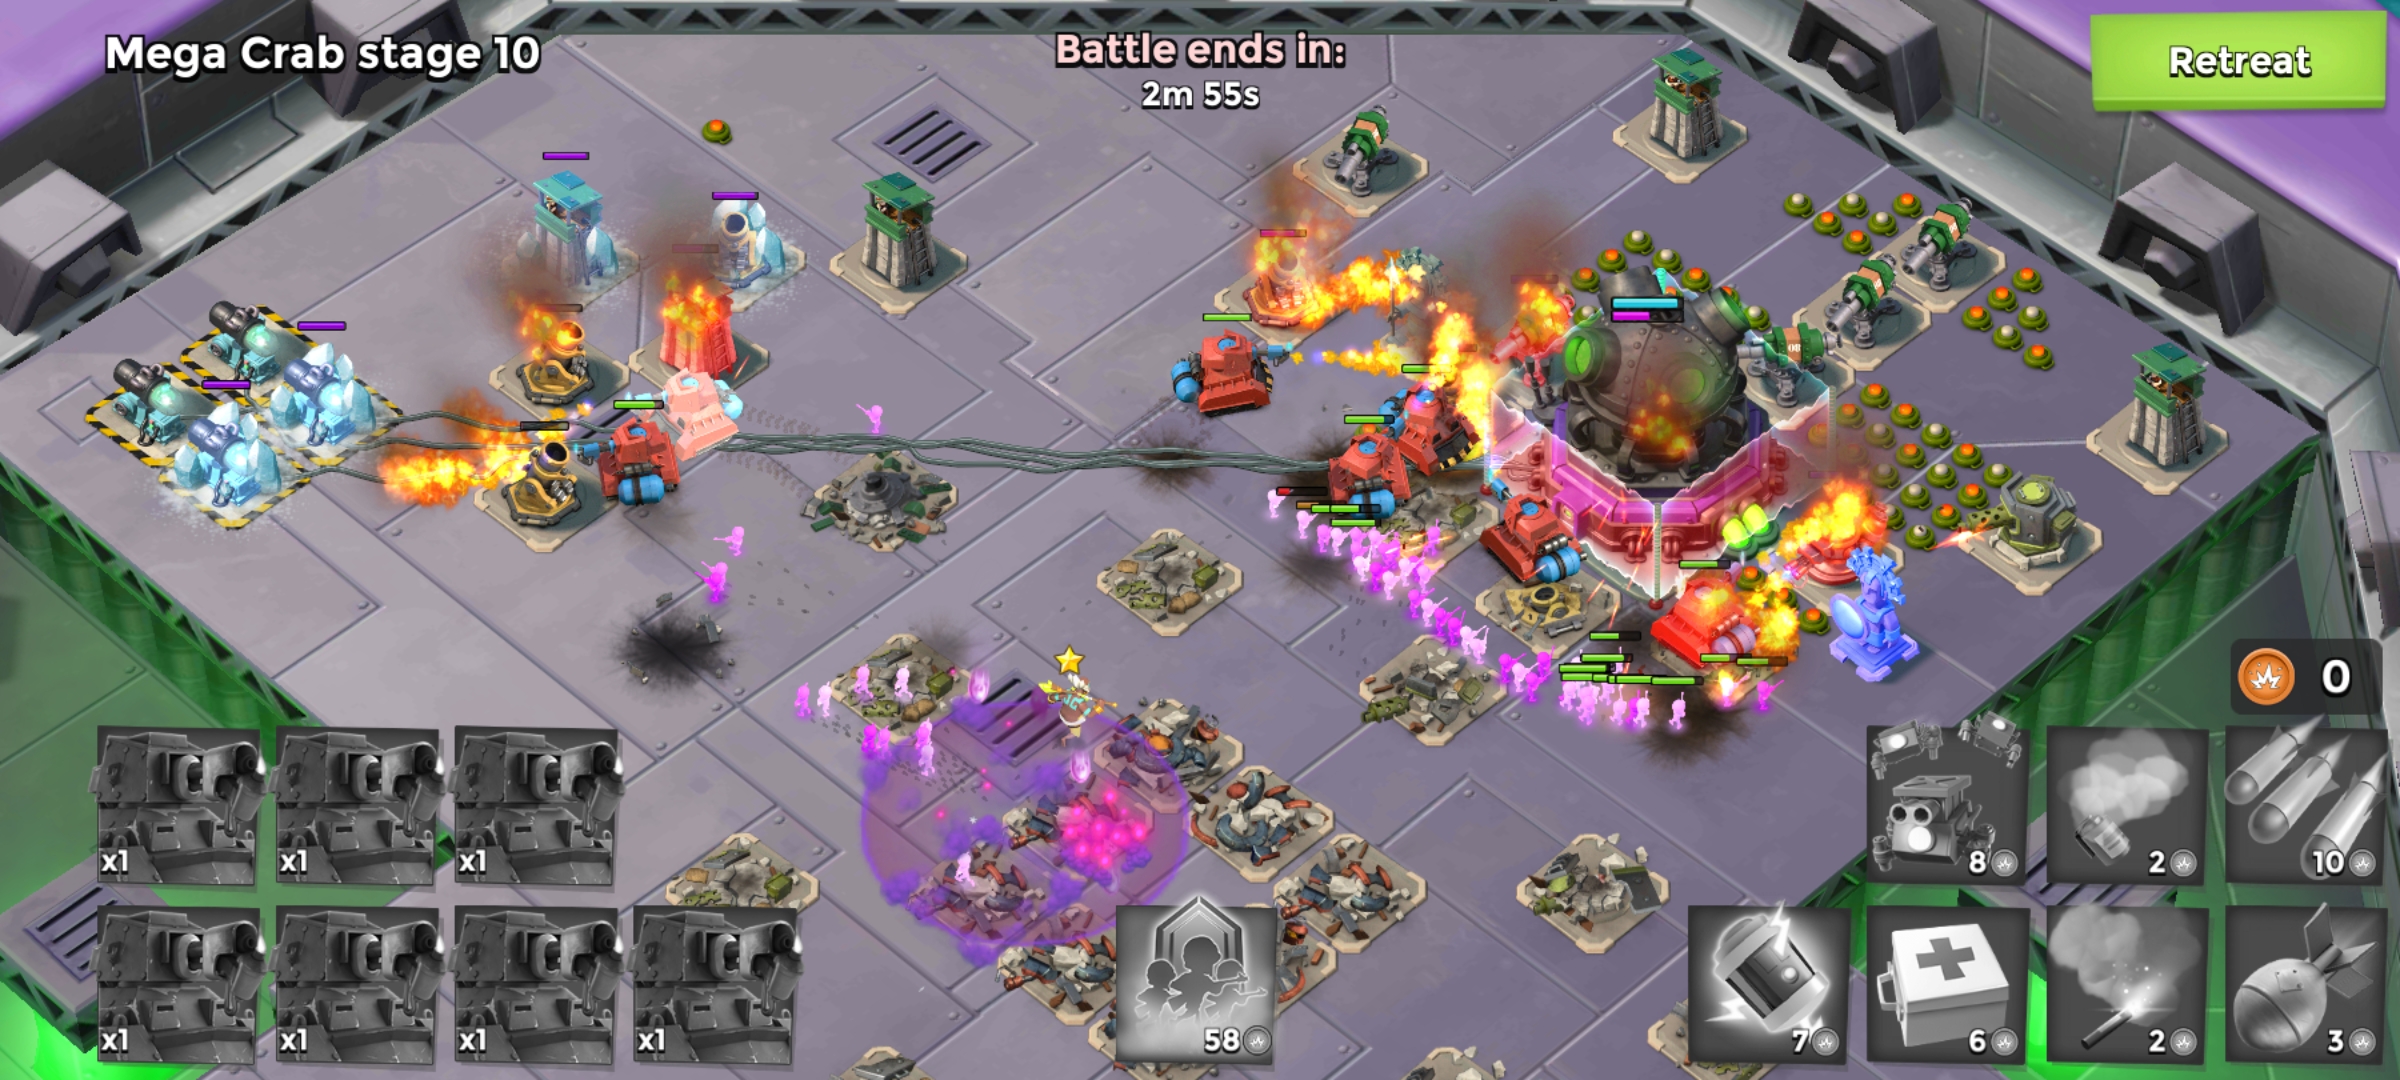 Mega Crab stage 10
Battle ends in:
2m 55s
Retreat
0
x1
x1
x1
8
2
10
x1
x1
x1
x1
58
7
6
2
3